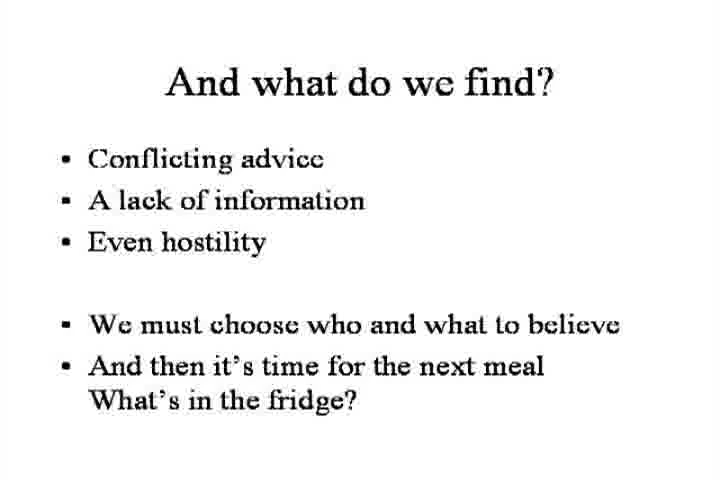 And what do we find?
• Conflicting advice
• A lack of information
• Even hostility
• We must choose who and what to believe
• And then it's time for the next meal
What's in the fridge?